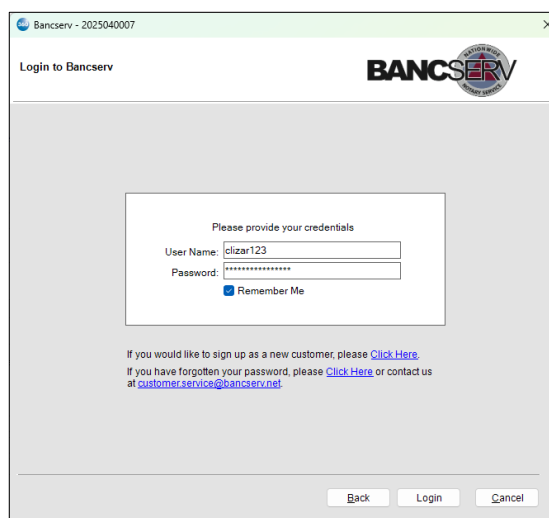 Bancserv - 2025040007
Login to Bancserv
BANCSERV
NATIONWIDE
NOTARY SERVICE
Please provide your credentials
User Name: clizar123
Password: ***************
Remember Me
If you would like to sign up as a new customer, please Click Here.
If you have forgotten your password, please Click Here or contact us
at customer.service@bancserv.net.
Back Login Cancel